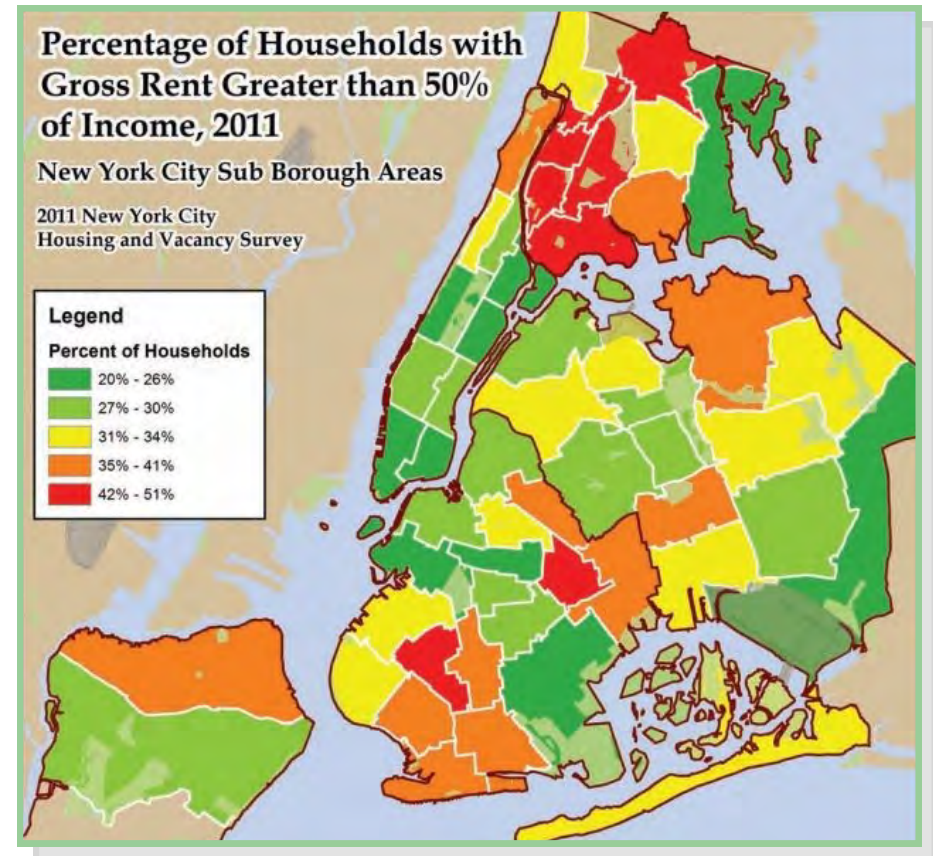 Percentage of Households with
Gross Rent Greater than 50%
of Income, 2011
New York City Sub Borough Areas
2011 New York City
Housing and Vacancy Survey
Legend
Percent of Households
20% - 26%
27% - 30%
31% - 34%
35% - 41%
42% - 51%